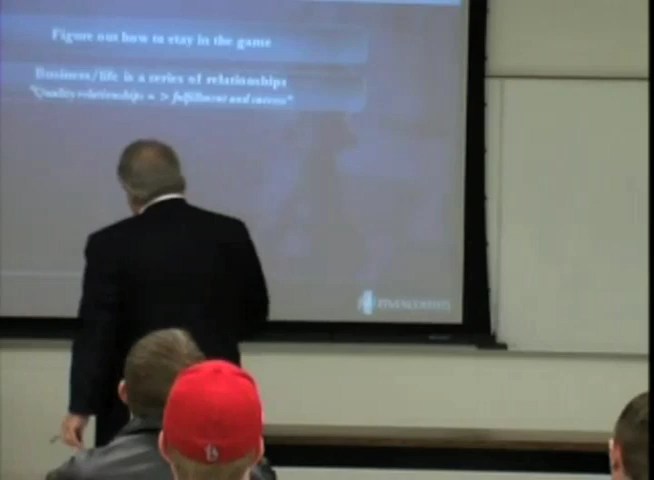 Figure out how to stay in the game
Business/life is a series of relationships
"Quality relationships = > fulfillment and success"